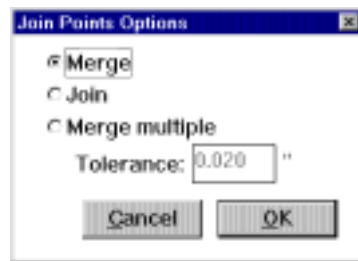 Join Points Options
Merge
Join
Merge multiple
Tolerance: 0.020 "
Cancel OK